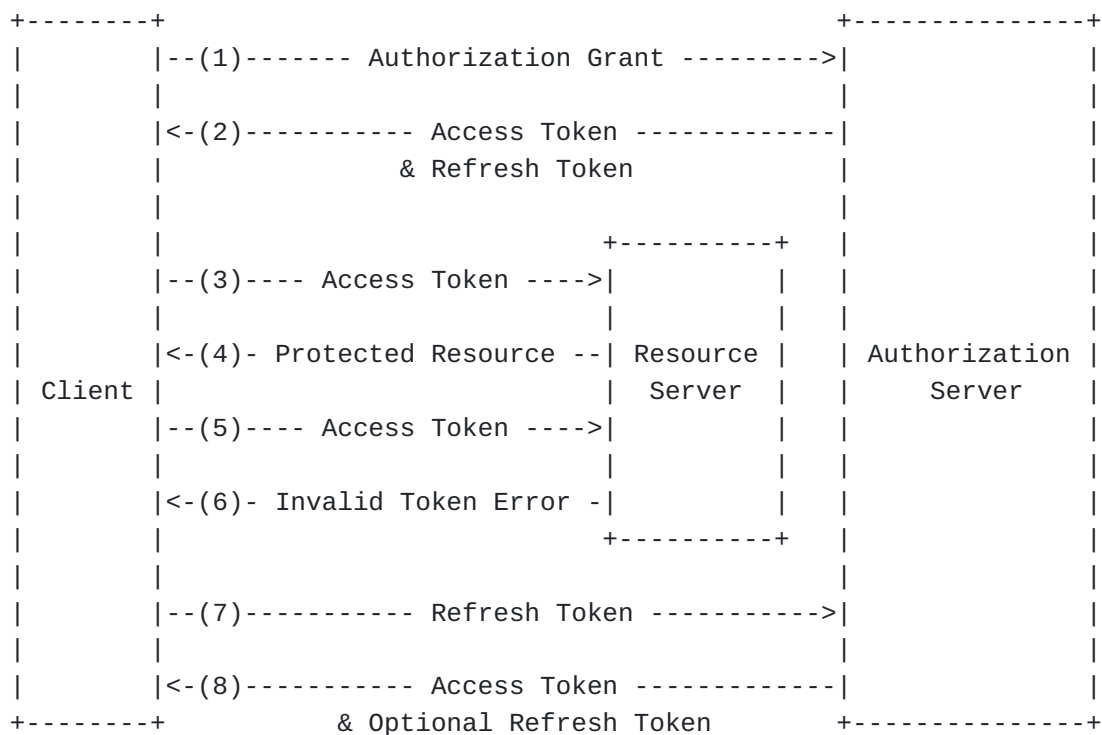 (1) Authorization Grant
(2) Access Token
& Refresh Token
(3) Access Token
(4) Protected Resource Resource Authorization
Client Server Server
(5) Access Token
(6) Invalid Token Error
(7) Refresh Token
(8) Access Token
& Optional Refresh Token